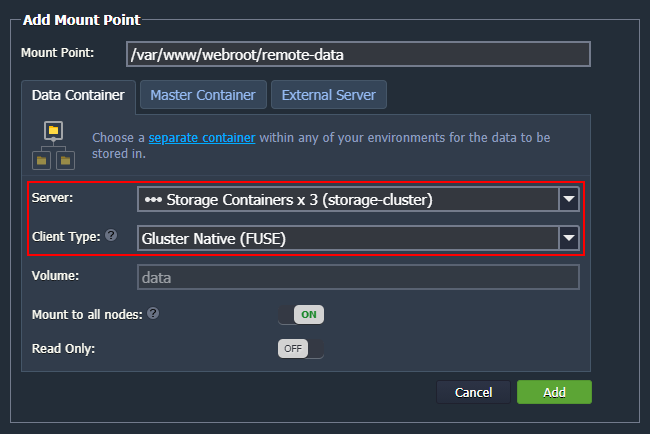 Add Mount Point
Mount Point: /var/www/webroot/remote-data
Data Container Master Container External Server
Choose a separate container within any of your environments for the data to be
stored in.
Server: ••• Storage Containers x 3 (storage-cluster)
Client Type: ? Gluster Native (FUSE)
Volume: data
Mount to all nodes: ? ON
Read Only: OFF
Cancel Add